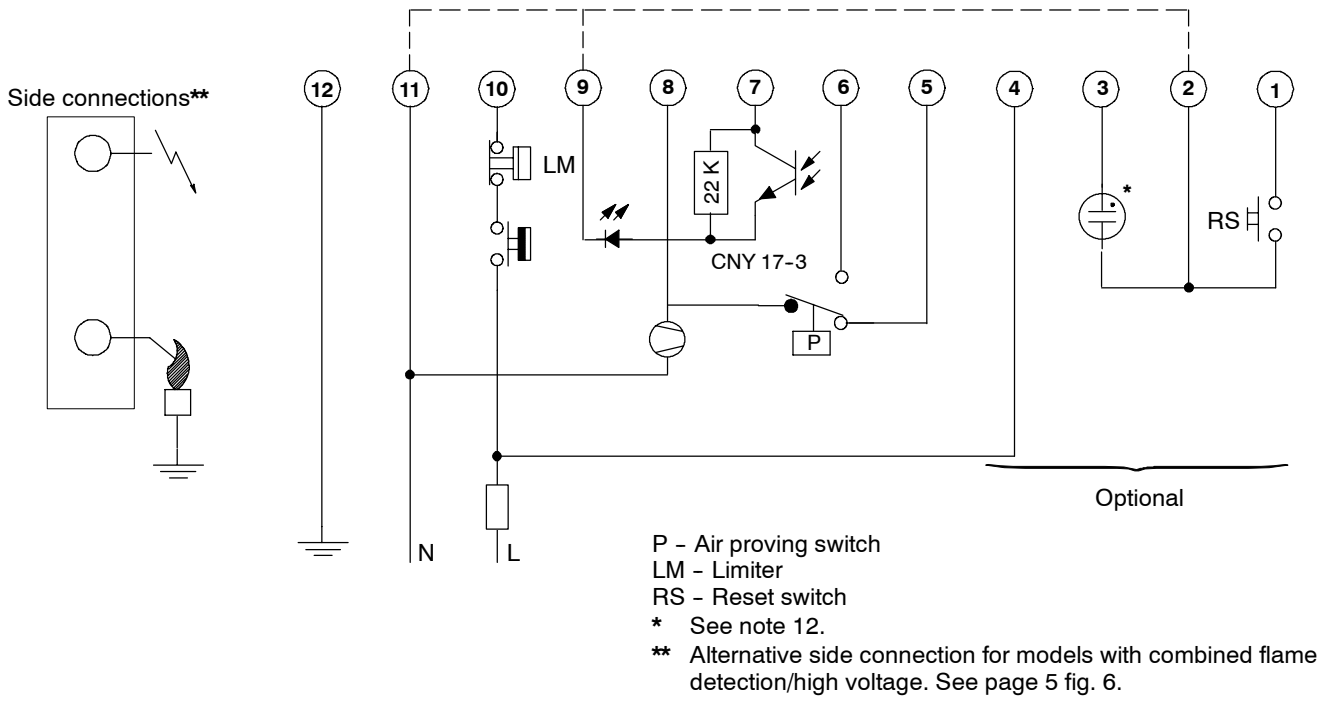 12 11 10 9 8 7 6 5 4 3 2 1
Side connections**
LM
22 K
*
RS
CNY 17-3
P
Optional
N
L
P - Air proving switch
LM - Limiter
RS - Reset switch
* See note 12.
** Alternative side connection for models with combined flame
detection/high voltage. See page 5 fig. 6.